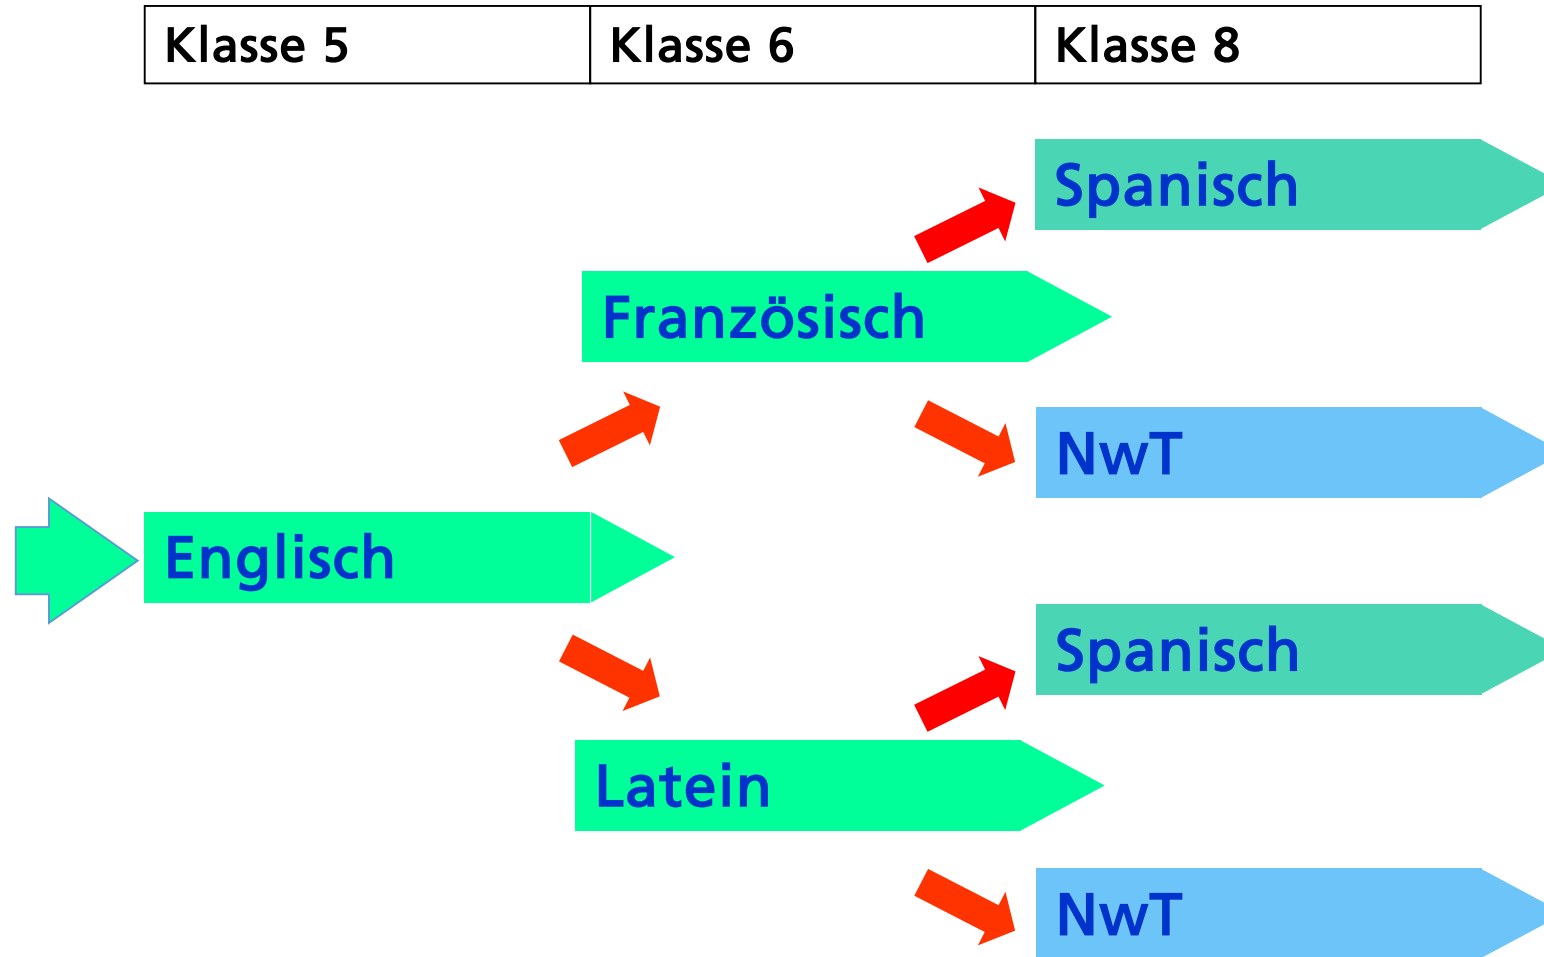 Klasse 5 Klasse 6 Klasse 8
Spanisch
Französisch
NwT
Englisch
Spanisch
Latein
NwT